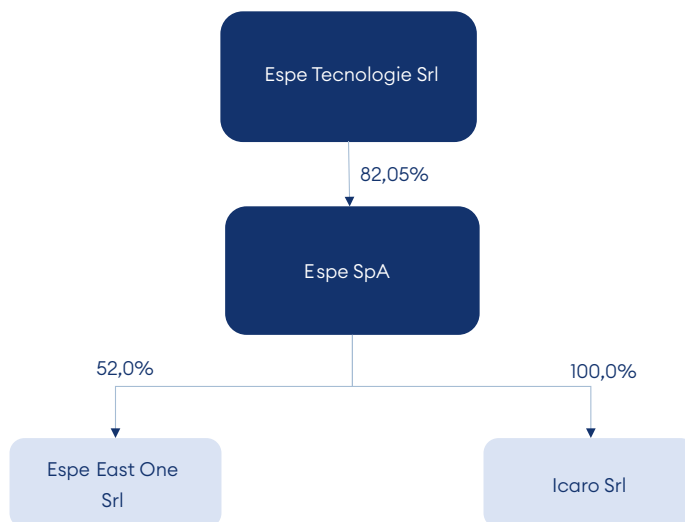 Espe Tecnologie Srl
82,05%
Espe SpA
52,0%
100,0%
Espe East One
Srl
Icaro Srl